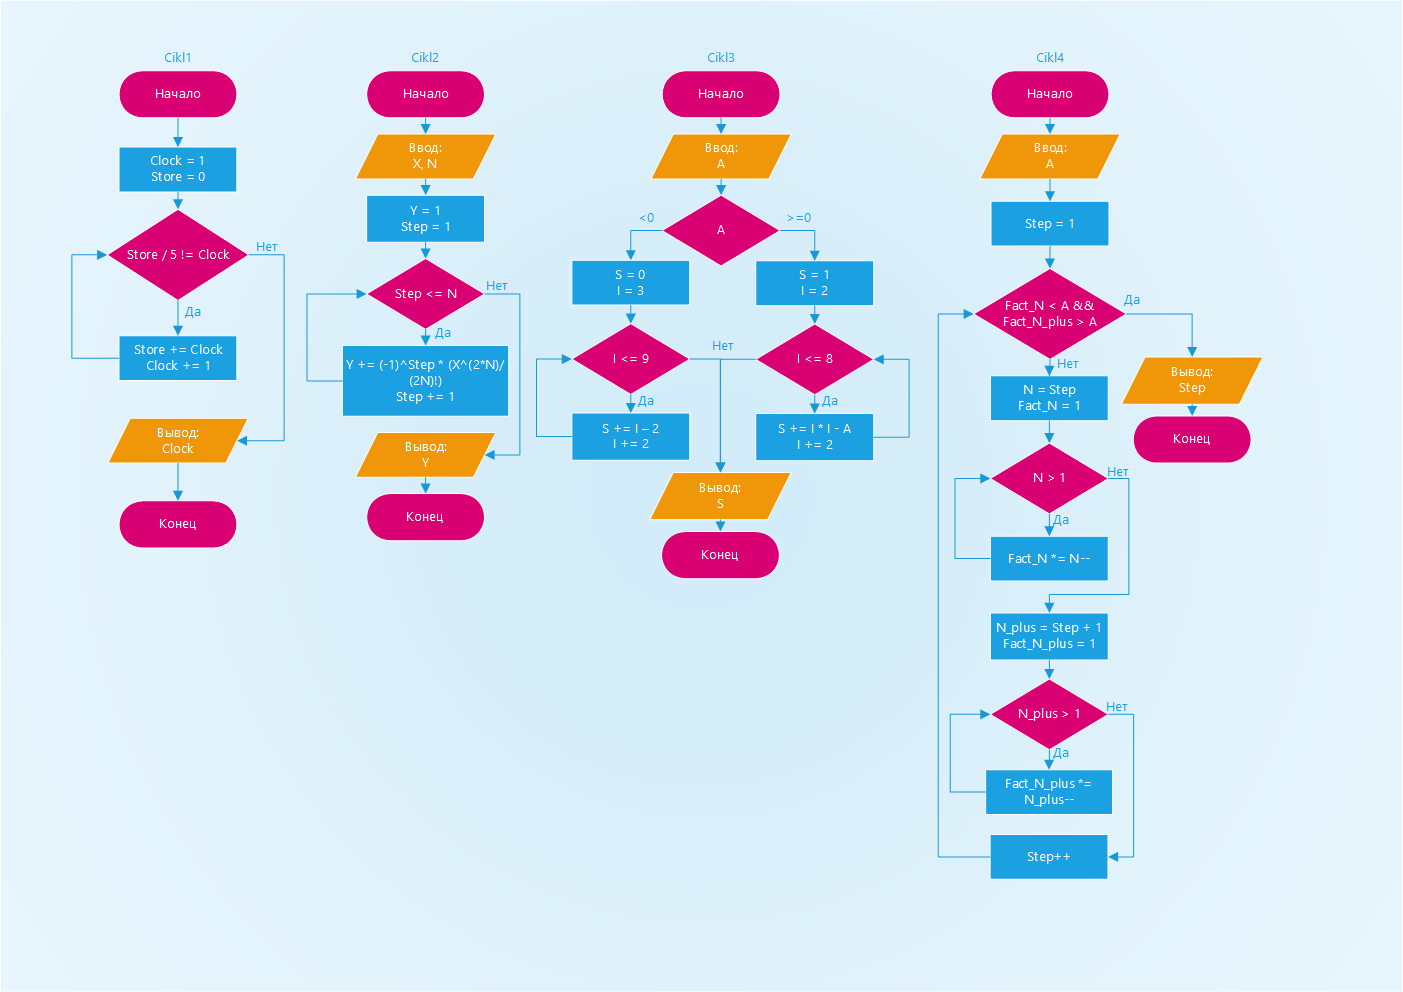 Cikl1
Начало
Clock = 1
Store = 0
Store / 5 != Clock
Нет
Да
Store += Clock
Clock += 1
Вывод:
Clock
Конец
Cikl2
Начало
Ввод:
X, N
Y = 1
Step = 1
Step <= N
Нет
Да
Y += (-1)^Step * (X^(2*N)/
(2N)!)
Step += 1
Вывод:
Y
Конец
Cikl3
Начало
Ввод:
A
<0
A
>=0
S = 0
I = 3
S = 1
I = 2
I <= 9
Нет
I <= 8
Да
Да
S += I – 2
I += 2
S += I * I - A
I += 2
Вывод:
S
Конец
Cikl4
Начало
Ввод:
A
Step = 1
Fact_N < A &&
Fact_N_plus > A
Да
Нет
Вывод:
Step
Конец
N = Step
Fact_N = 1
N > 1
Нет
Да
Fact_N *= N--
N_plus = Step + 1
Fact_N_plus = 1
N_plus > 1
Нет
Да
Fact_N_plus *=
N_plus--
Step++